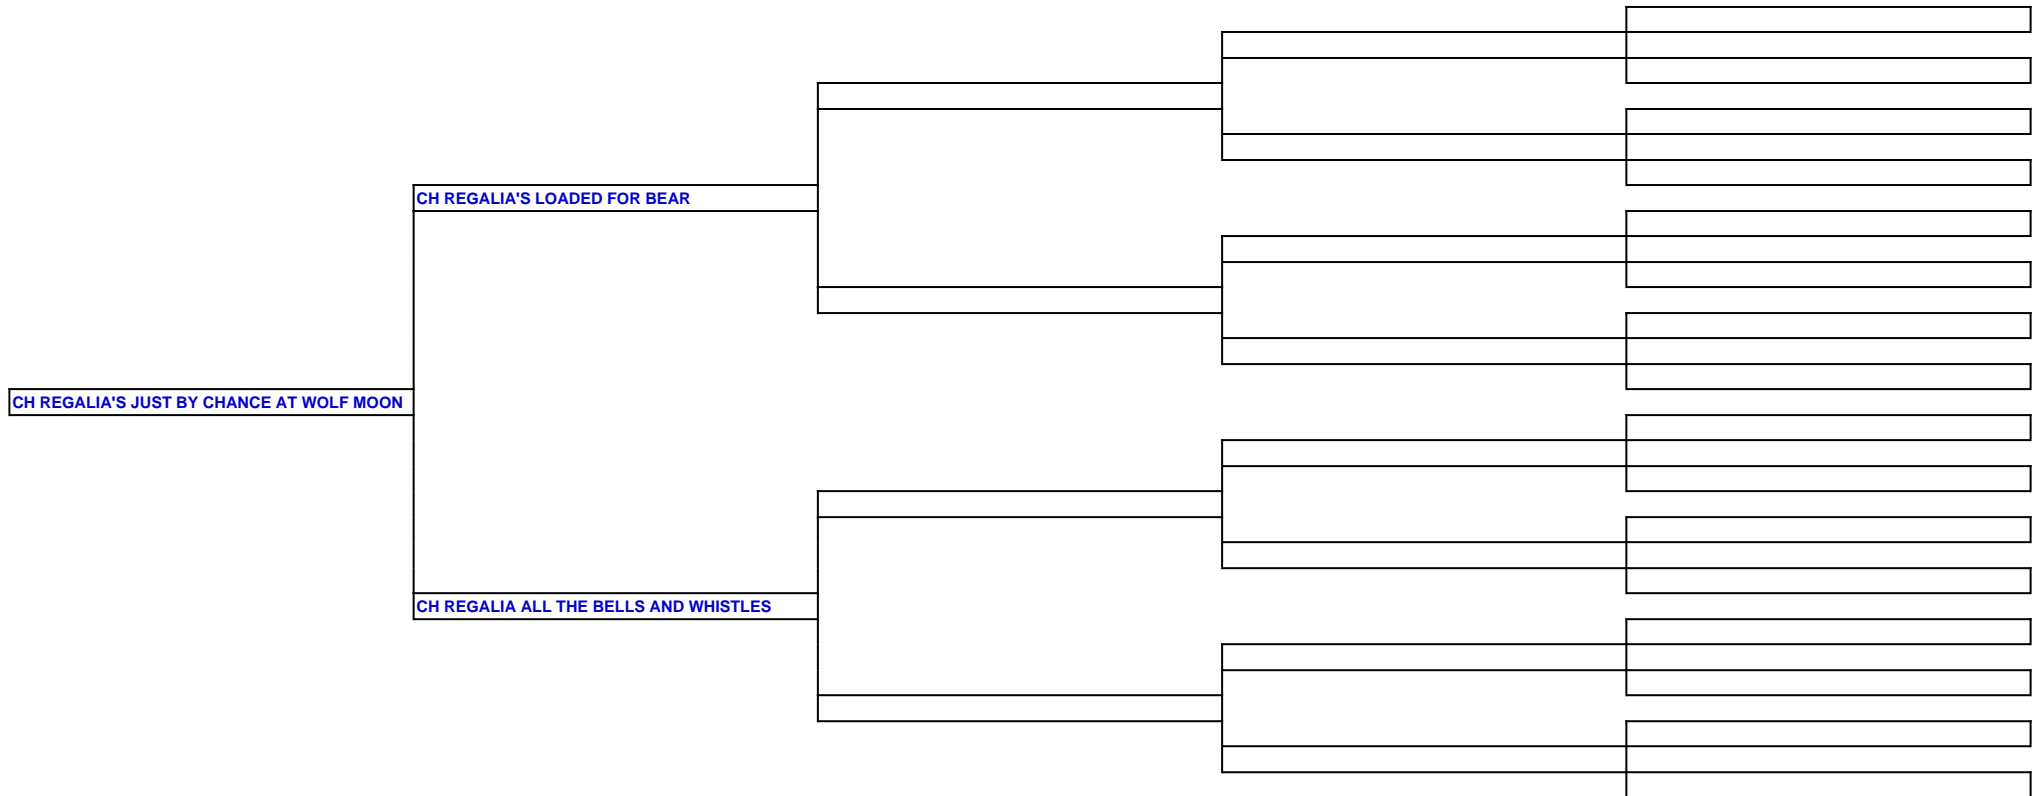 CH REGALIA'S LOADED FOR BEAR
CH REGALIA'S JUST BY CHANCE AT WOLF MOON
CH REGALIA ALL THE BELLS AND WHISTLES